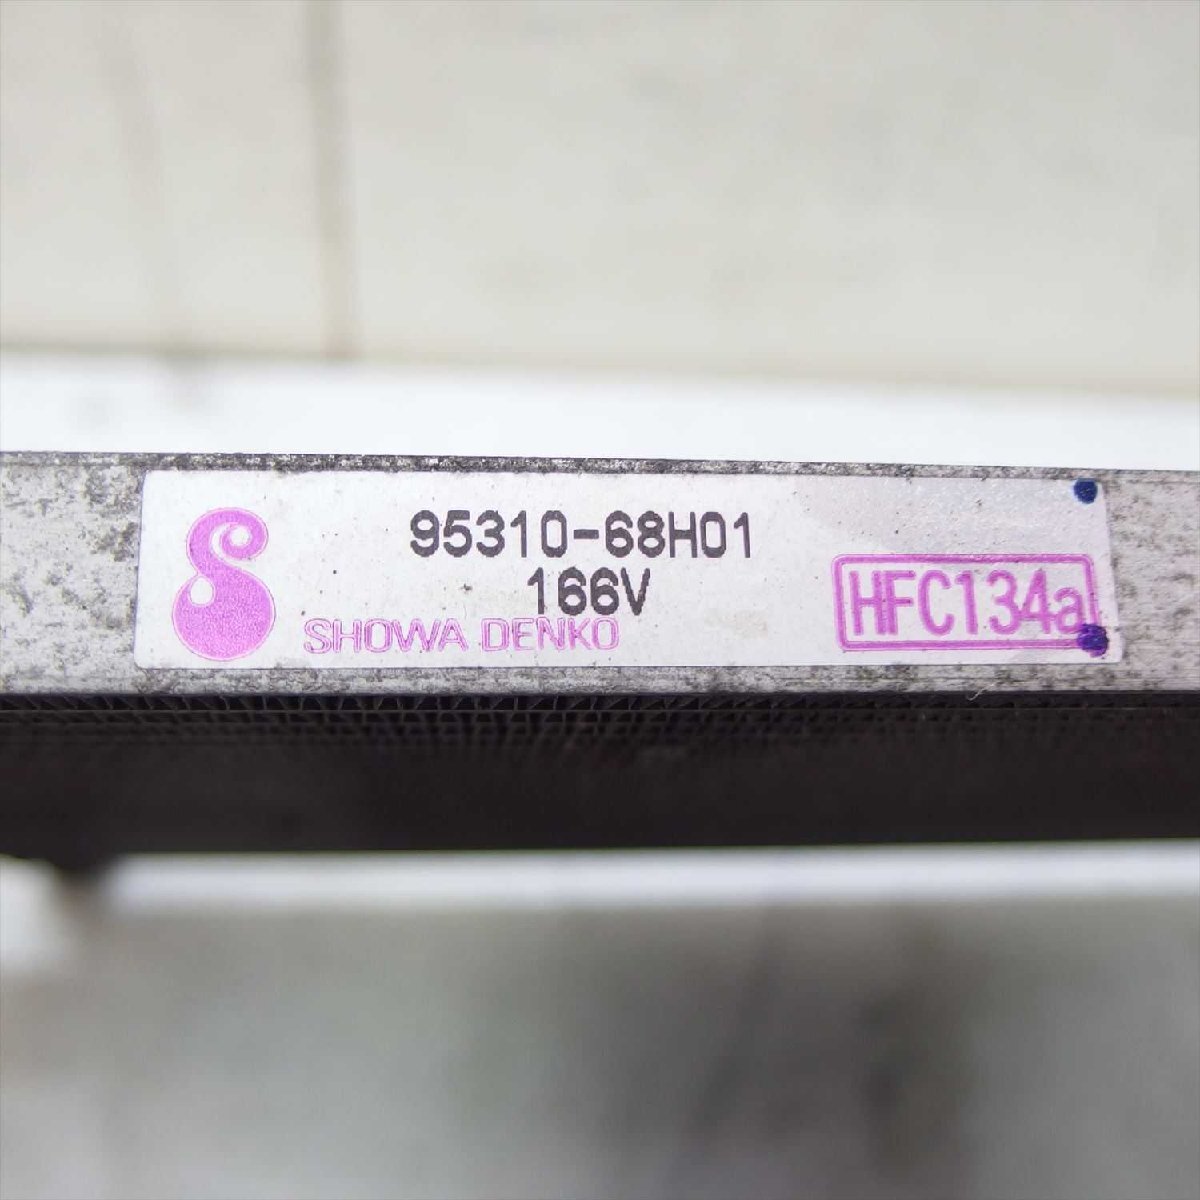 95310-68H01
166V
SHOWA DENKO
HFC134a